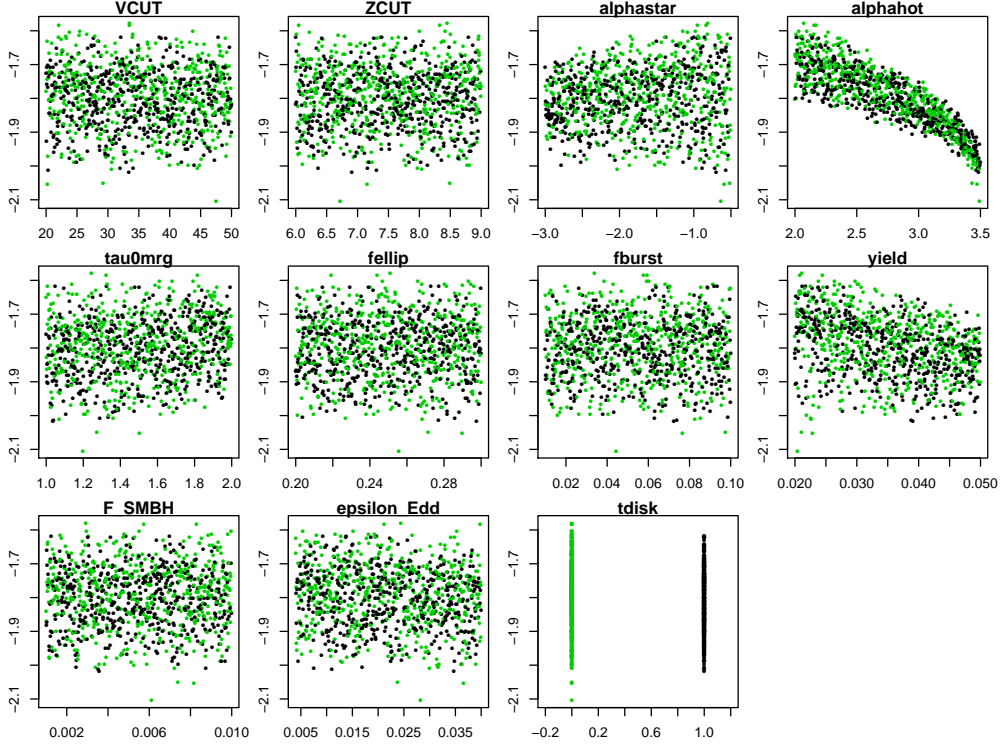 VCUT ZCUT alphastar alphahot
−1.7 −1.7 −1.7 −1.7
−1.9 −1.9 −1.9 −1.9
−2.1 −2.1 −2.1 −2.1
20 25 30 35 40 45 50 6.0 6.5 7.0 7.5 8.0 8.5 9.0 −3.0 −2.0 −1.0 2.0 2.5 3.0 3.5
tau0mrg fellip fburst yield
−1.7 −1.7 −1.7 −1.7
−1.9 −1.9 −1.9 −1.9
−2.1 −2.1 −2.1 −2.1
1.0 1.2 1.4 1.6 1.8 2.0 0.20 0.24 0.28 0.02 0.04 0.06 0.08 0.10 0.020 0.030 0.040 0.050
F_SMBH epsilon_Edd tdisk
−1.7 −1.7 −1.7
−1.9 −1.9 −1.9
−2.1 −2.1 −2.1
0.002 0.006 0.010 0.005 0.015 0.025 0.035 −0.2 0.2 0.6 1.0